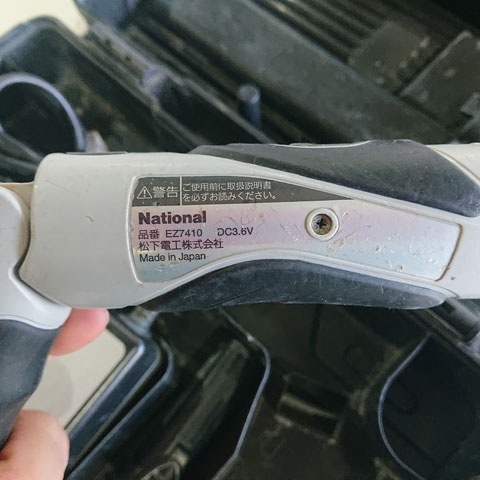 ⚠警告 ご使用前に取扱説明書
を必ずお読みください。
National
品番 EZ7410 DC3.6V
松下電工株式会社
Made in Japan